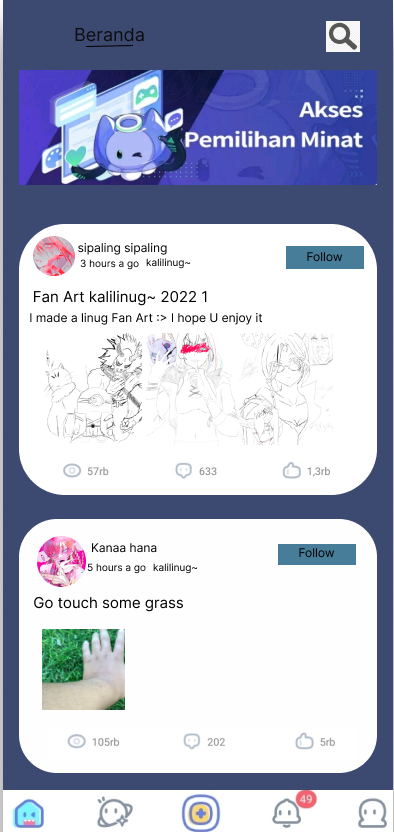 Beranda
Akses
Pemilihan Minat
sipaling sipaling
3 hours a go kalilinug~
Follow
Fan Art kalilinug~ 2022 1
I made a linug Fan Art :> I hope U enjoy it
57rb
633
1,3rb
Kanaa hana
5 hours a go kalilinug~
Follow
Go touch some grass
105rb
202
5rb
49